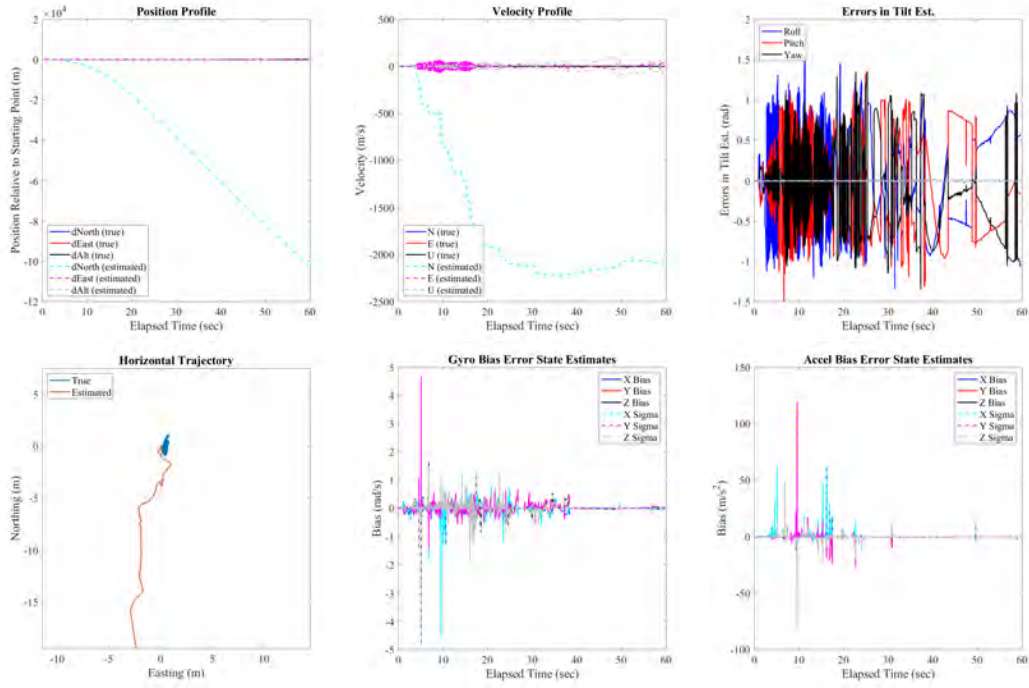 Position Profile
2 ×10⁴
0
-2
-4
-6
-8
-10
-12
0 10 20 30 40 50 60
Position Relative to Starting Point (m)
Elapsed Time (sec)
dNorth (true)
dEast (true)
dAlt (true)
dNorth (estimated)
dEast (estimated)
dAlt (estimated)
Velocity Profile
500
0
-500
-1000
-1500
-2000
-2500
0 10 20 30 40 50 60
Velocity (m/s)
Elapsed Time (sec)
N (true)
E (true)
U (true)
N (estimated)
E (estimated)
U (estimated)
Errors in Tilt Est.
Roll
Pitch
Yaw
2
1.5
1
0.5
0
-0.5
-1
-1.5
0 10 20 30 40 50 60
Errors in Tilt Est. (rad)
Elapsed Time (sec)
Horizontal Trajectory
True
Estimated
5
0
-5
-10
-15
-10 -5 0 5 10
Northing (m)
Easting (m)
Gyro Bias Error State Estimates
X Bias
Y Bias
Z Bias
X Sigma
Y Sigma
Z Sigma
5
4
3
2
1
0
-1
-2
-3
-4
-5
0 10 20 30 40 50 60
Bias (rad/s)
Elapsed Time (sec)
Accel Bias Error State Estimates
X Bias
Y Bias
Z Bias
X Sigma
Y Sigma
Z Sigma
150
100
50
0
-50
-100
0 10 20 30 40 50 60
Bias (m/s²)
Elapsed Time (sec)